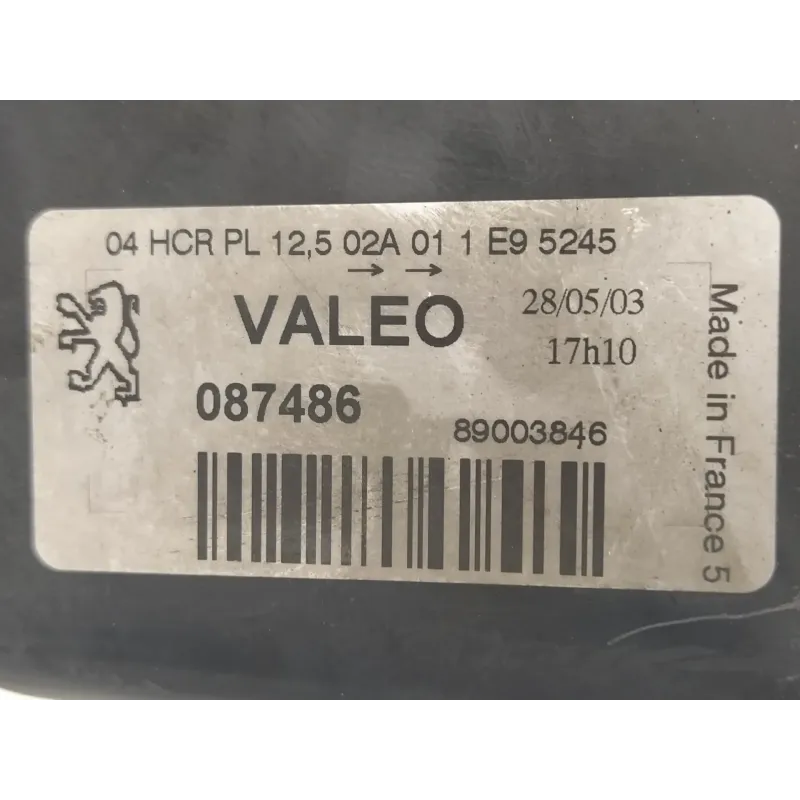 04 HCR PL 12,5 02A 01 1 E9 5245
→ →
VALEO
28/05/03
17h10
087486
89003846
Made in France 5